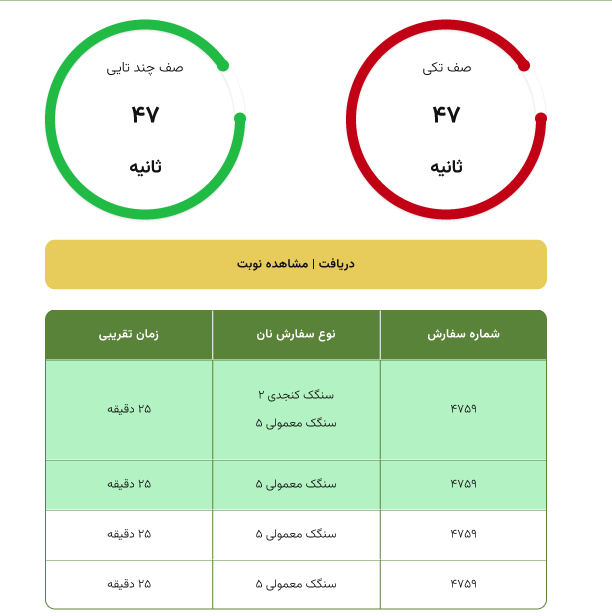 صف تکی
۴۷
ثانیه
صف چند تایی
۴۷
ثانیه
دریافت | مشاهده نوبت
شماره سفارش نوع سفارش نان زمان تقریبی
۴۷۵۹ سنگک کنجدی ۲ ۲۵ دقیقه
سنگک معمولی ۵
۴۷۵۹ سنگک معمولی ۵ ۲۵ دقیقه
۴۷۵۹ سنگک معمولی ۵ ۲۵ دقیقه
۴۷۵۹ سنگک معمولی ۵ ۲۵ دقیقه